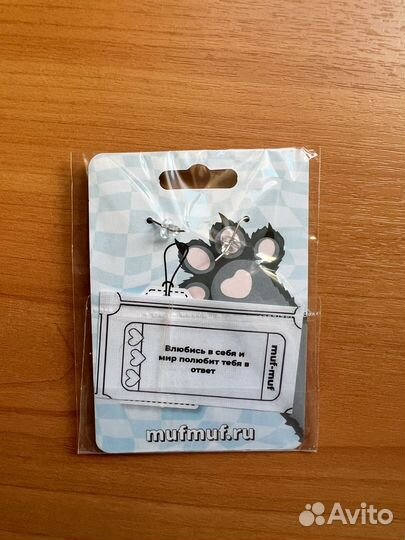 Влюбись в себя и
мир полюбит тебя в
ответ
muf-muf
mufmuf.ru
Avito